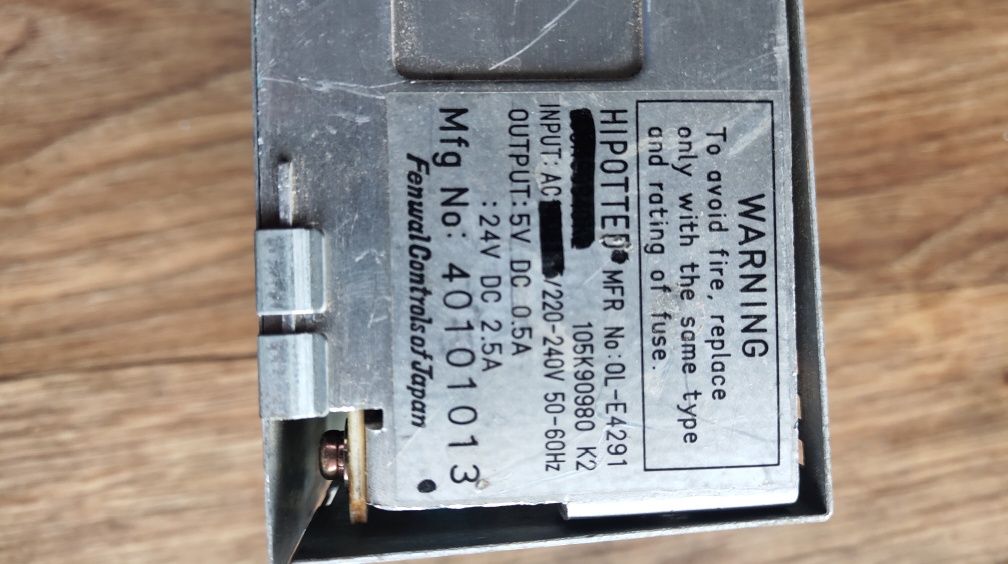 WARNING
To avoid fire, replace
only with the same type
and rating of fuse.
HIPOTTED MFR No:OL-E4291
105K90980 K2
INPUT: AC /220-240V 50-60Hz
OUTPUT:5V DC 0.5A
:24V DC 2.5A
Mfg No: 40101013
Fenwal Controls of Japan